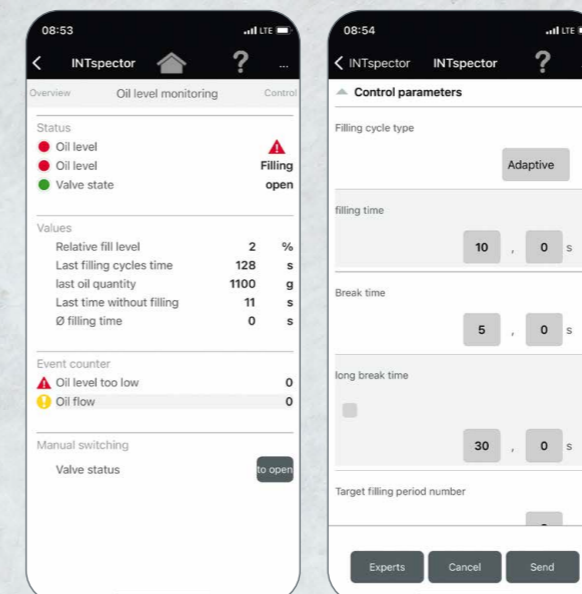 08:53 LTE
INTspector ? ...
Overview Oil level monitoring Control
Status
Oil level
Oil level Filling
Valve state open
Values
Relative fill level 2 %
Last filling cycles time 128 s
last oil quantity 1100 g
Last time without filling 11 s
Ø filling time 0 s
Event counter
Oil level too low 0
Oil flow 0
Manual switching
Valve status to open
08:54 LTE
INTspector INTspector ?
Control parameters
Filling cycle type
Adaptive
filling time
10 , 0 s
Break time
5 , 0 s
long break time
30 , 0 s
Target filling period number
Experts Cancel Send